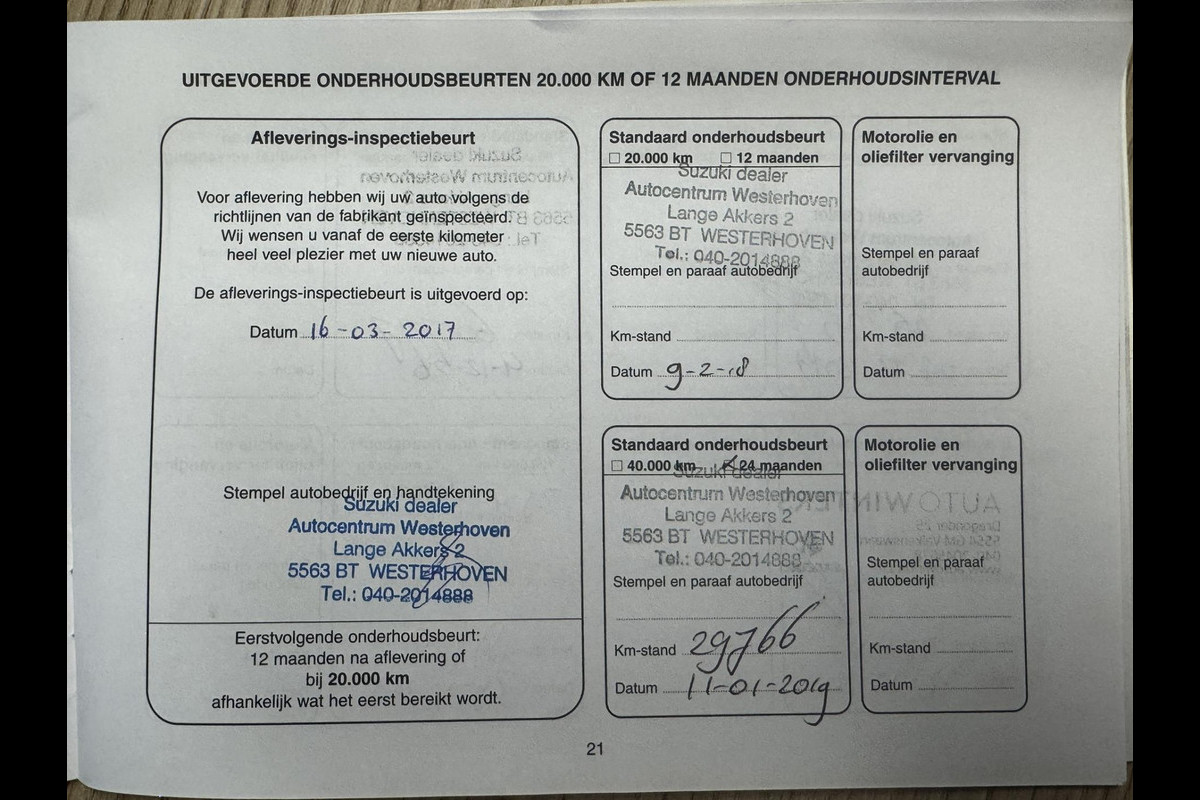 UITGEVOERDE ONDERHOUDSBEURTEN 20.000 KM OF 12 MAANDEN ONDERHOUDSINTERVAL
Afleverings-inspectiebeurt
Voor aflevering hebben wij uw auto volgens de
richtlijnen van de fabrikant geïnspecteerd.
Wij wensen u vanaf de eerste kilometer
heel veel plezier met uw nieuwe auto.
De afleverings-inspectiebeurt is uitgevoerd op:
Datum 16-03-2017
Stempel autobedrijf en handtekening
Suzuki dealer
Autocentrum Westerhoven
Lange Akkers 2
5563 BT WESTERHOVEN
Tel.: 040-2014888
Eerstvolgende onderhoudsbeurt:
12 maanden na aflevering of
bij 20.000 km
afhankelijk wat het eerst bereikt wordt.
Standaard onderhoudsbeurt
20.000 km 12 maanden
Suzuki dealer
Autocentrum Westerhoven
Lange Akkers 2
5563 BT WESTERHOVEN
Tel.: 040-2014888
Stempel en paraaf autobedrijf
Km-stand
Datum 9-2-18
Motorolie en
oliefilter vervanging
Stempel en paraaf
autobedrijf
Km-stand
Datum
Standaard onderhoudsbeurt
40.000 km 24 maanden
Suzuki dealer
Autocentrum Westerhoven
Lange Akkers 2
5563 BT WESTERHOVEN
Tel.: 040-2014888
Stempel en paraaf autobedrijf
Km-stand 29766
Datum 11-01-2019
Motorolie en
oliefilter vervanging
Stempel en paraaf
autobedrijf
Km-stand
Datum
21